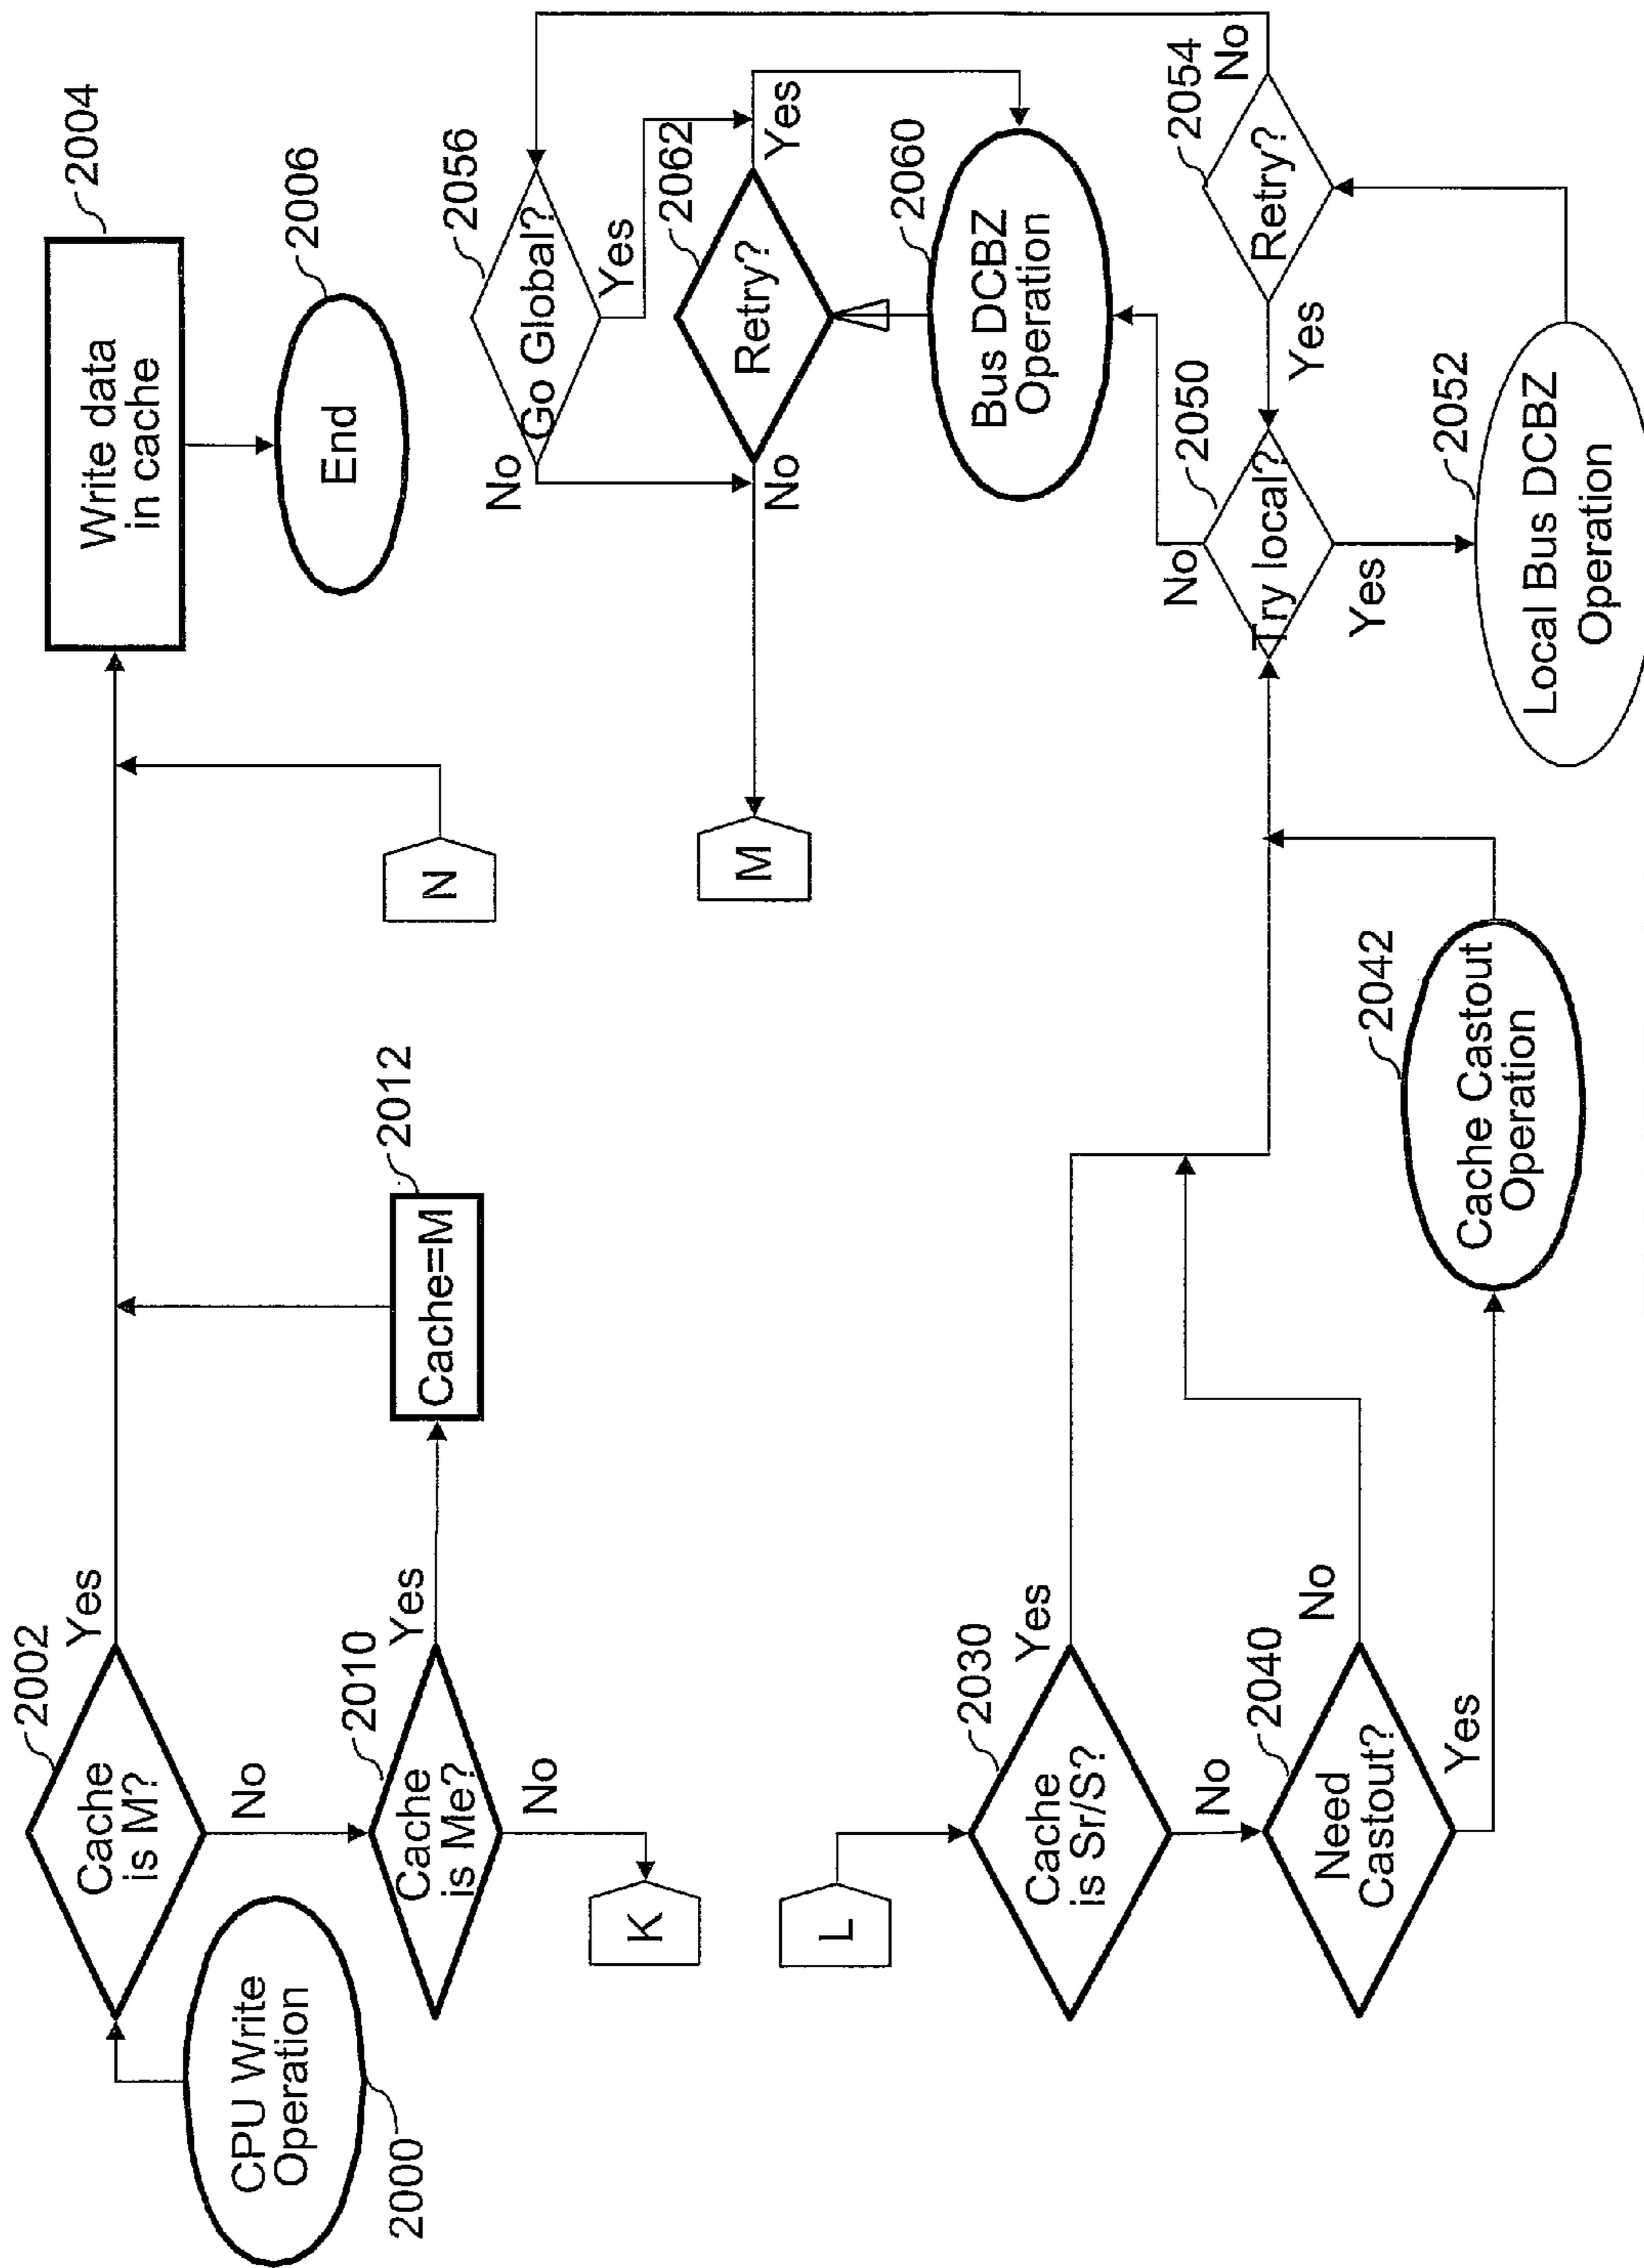 2000
CPU Write
Operation
2002
Cache
is M?
Yes
No
2004
Write data
in cache
2006
End
2010
Cache
is Me?
Yes
No
2012
Cache=M
K
N
L
M
2030
Cache
is Sr/S?
Yes
No
2040
Need
Castout?
No
Yes
2042
Cache Castout
Operation
2050
Try local?
No
Yes
2052
Local Bus DCBZ
Operation
2054
Retry?
No
Yes
2056
Go Global?
No
Yes
2062
Retry?
Yes
No
2060
Bus DCBZ
Operation